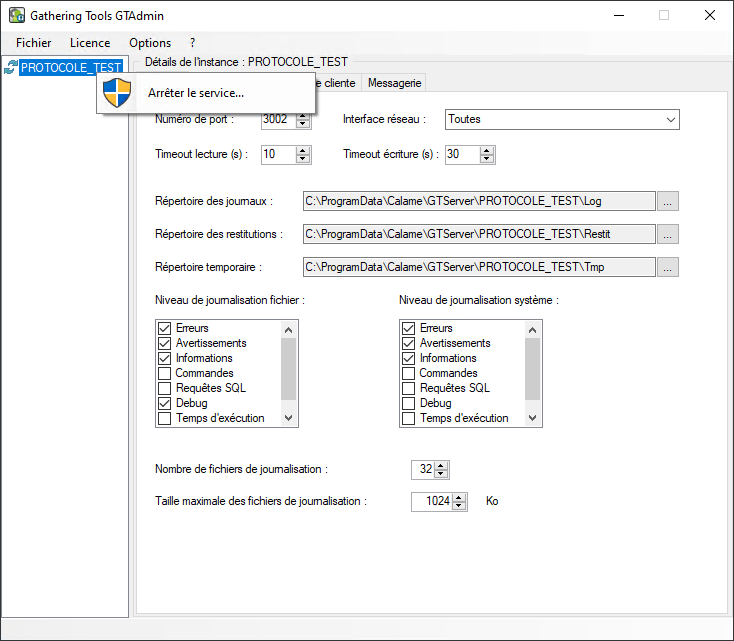 Gathering Tools GTAdmin
Fichier Licence Options ?
PROTOCOLE_TEST
Détails de l'instance : PROTOCOLE_TEST
Arrêter le service...
cliente Messagerie
Numéro de port : 3002 Interface réseau : Toutes
Timeout lecture (s) : 10 Timeout écriture (s) : 30
Répertoire des journaux : C:\ProgramData\Calame\GTServer\PROTOCOLE_TEST\Log ...
Répertoire des restitutions : C:\ProgramData\Calame\GTServer\PROTOCOLE_TEST\Restit ...
Répertoire temporaire : C:\ProgramData\Calame\GTServer\PROTOCOLE_TEST\Tmp ...
Niveau de journalisation fichier : Niveau de journalisation système :
Erreurs Erreurs
Avertissements Avertissements
Informations Informations
Commandes Commandes
Requêtes SQL Requêtes SQL
Debug Debug
Temps d'exécution Temps d'exécution
Nombre de fichiers de journalisation : 32
Taille maximale des fichiers de journalisation : 1024 Ko